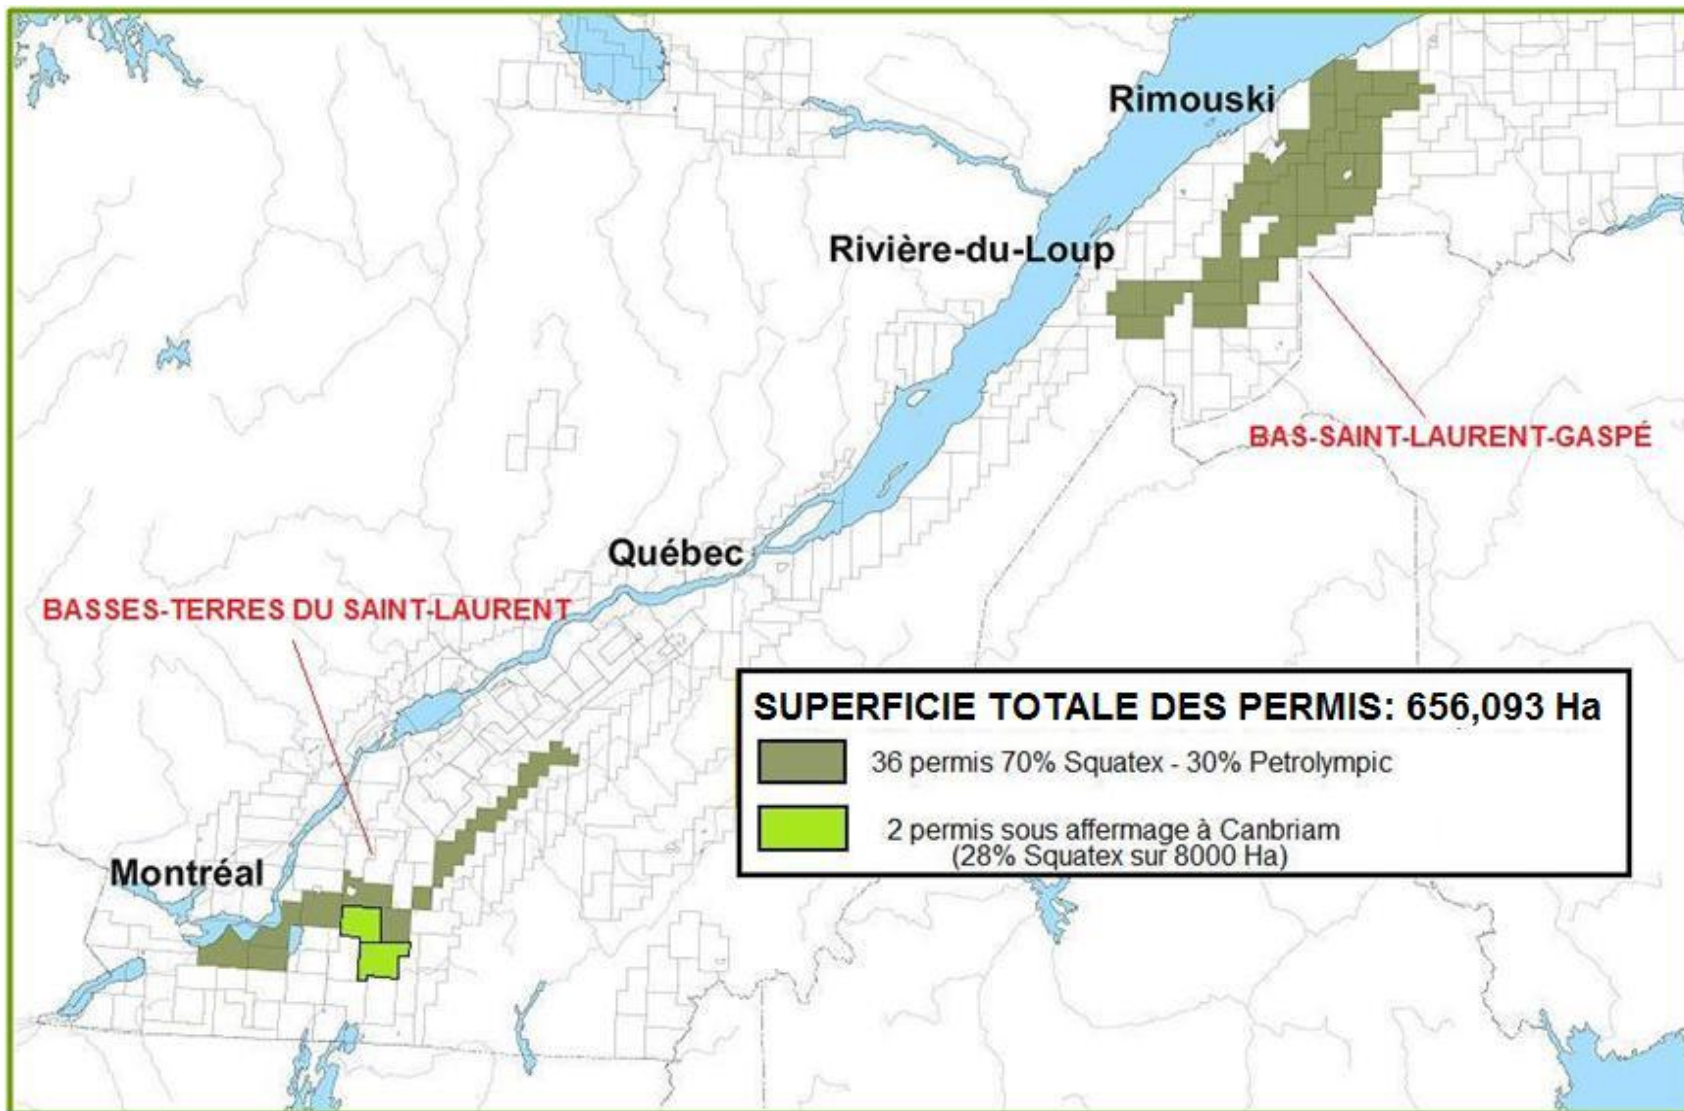 Rimouski
Rivière-du-Loup
BAS-SAINT-LAURENT-GASPÉ
Québec
BASSES-TERRES DU SAINT-LAURENT
SUPERFICIE TOTALE DES PERMIS: 656,093 Ha
36 permis 70% Squatex - 30% Petrolympic
2 permis sous affermage à Canbriam
(28% Squatex sur 8000 Ha)
Montréal